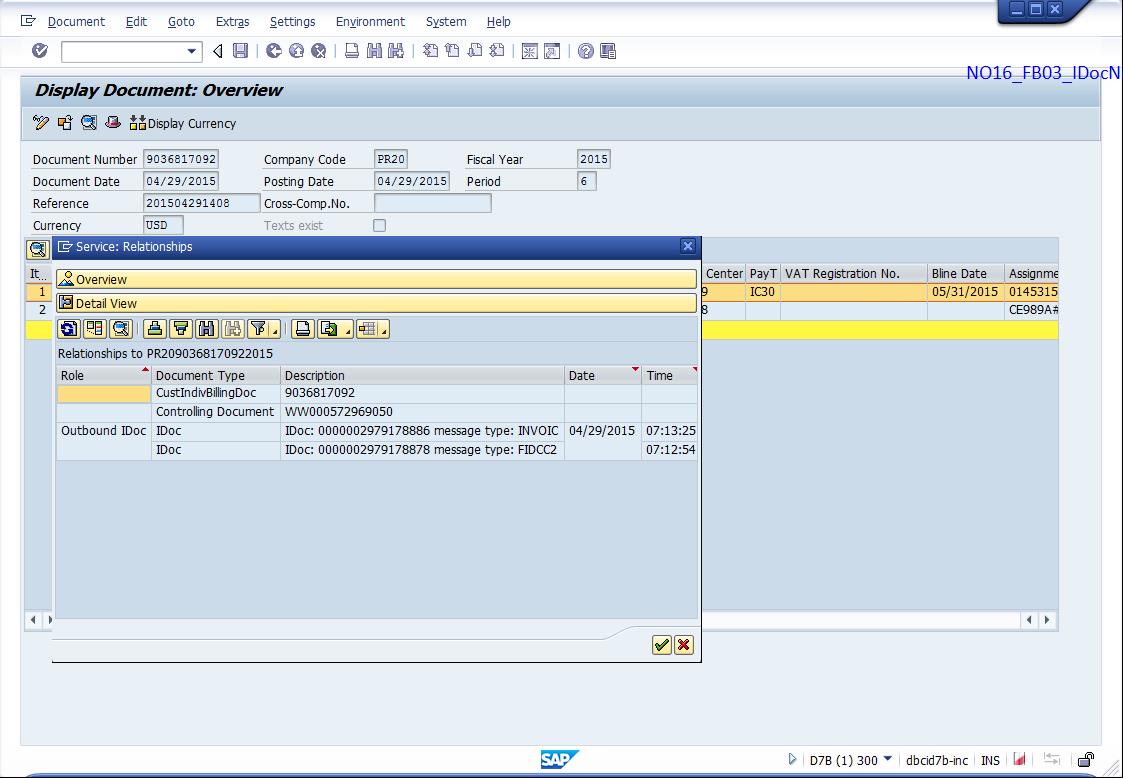 Document Edit Goto Extras Settings Environment System Help
NO16_FB03_IDocN
Display Document: Overview
Display Currency
Document Number 9036817092 Company Code PR20 Fiscal Year 2015
Document Date 04/29/2015 Posting Date 04/29/2015 Period 6
Reference 201504291408 Cross-Comp.No.
Currency USD Texts exist
Service: Relationships
Overview
Detail View
Relationships to PR2090368170922015
Role Document Type Description Date Time
CustIndivBillingDoc 9036817092
Controlling Document WW000572969050
Outbound IDoc IDoc IDoc: 0000002979178886 message type: INVOIC 04/29/2015 07:13:25
IDoc IDoc: 0000002979178878 message type: FIDCC2 07:12:54
It... Center PayT VAT Registration No. Bline Date Assignme
1 9 IC30 05/31/2015 0145315
2 8 CE989A#
SAP D7B (1) 300 dbcid7b-inc INS